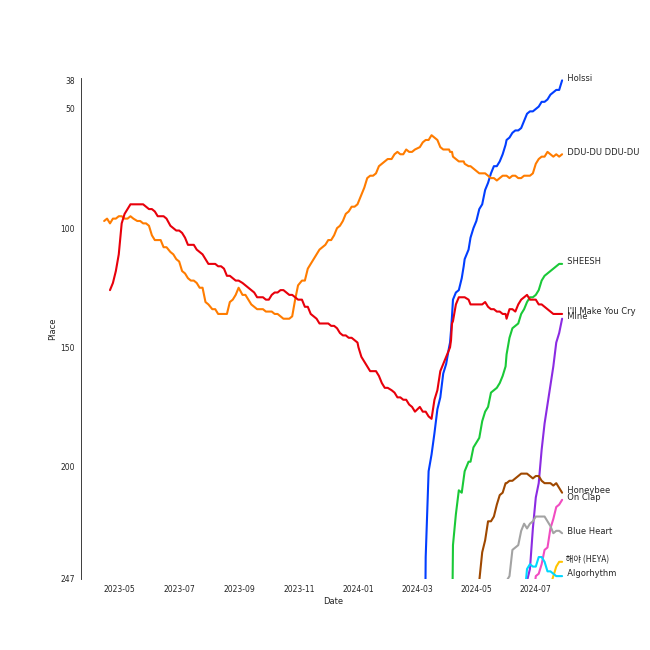 38
50
100
150
200
247
Place
2023-05
2023-07
2023-09
2023-11
2024-01
2024-03
2024-05
2024-07
Date
Holssi
DDU-DU DDU-DU
SHEESH
I'll Make You Cry
Mine
Honeybee
On Clap
Blue Heart
해야 (HEYA)
Algorhythm